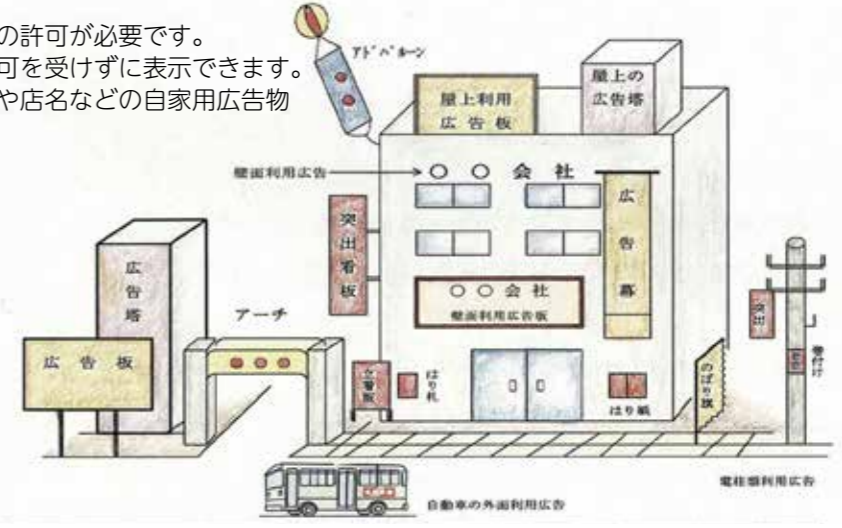 の許可が必要です。
可を受けずに表示できます。
や店名などの自家用広告物
アドバルーン
屋上利用
広告板
屋上の
広告塔
壁面利用広告
○○会社
広告幕
突出看板
○○会社
壁面利用広告板
広告塔
アーチ
広告板
立看板
はり札
はり紙
のぼり旗
突出
巻付け
電柱類利用広告
自動車の外面利用広告